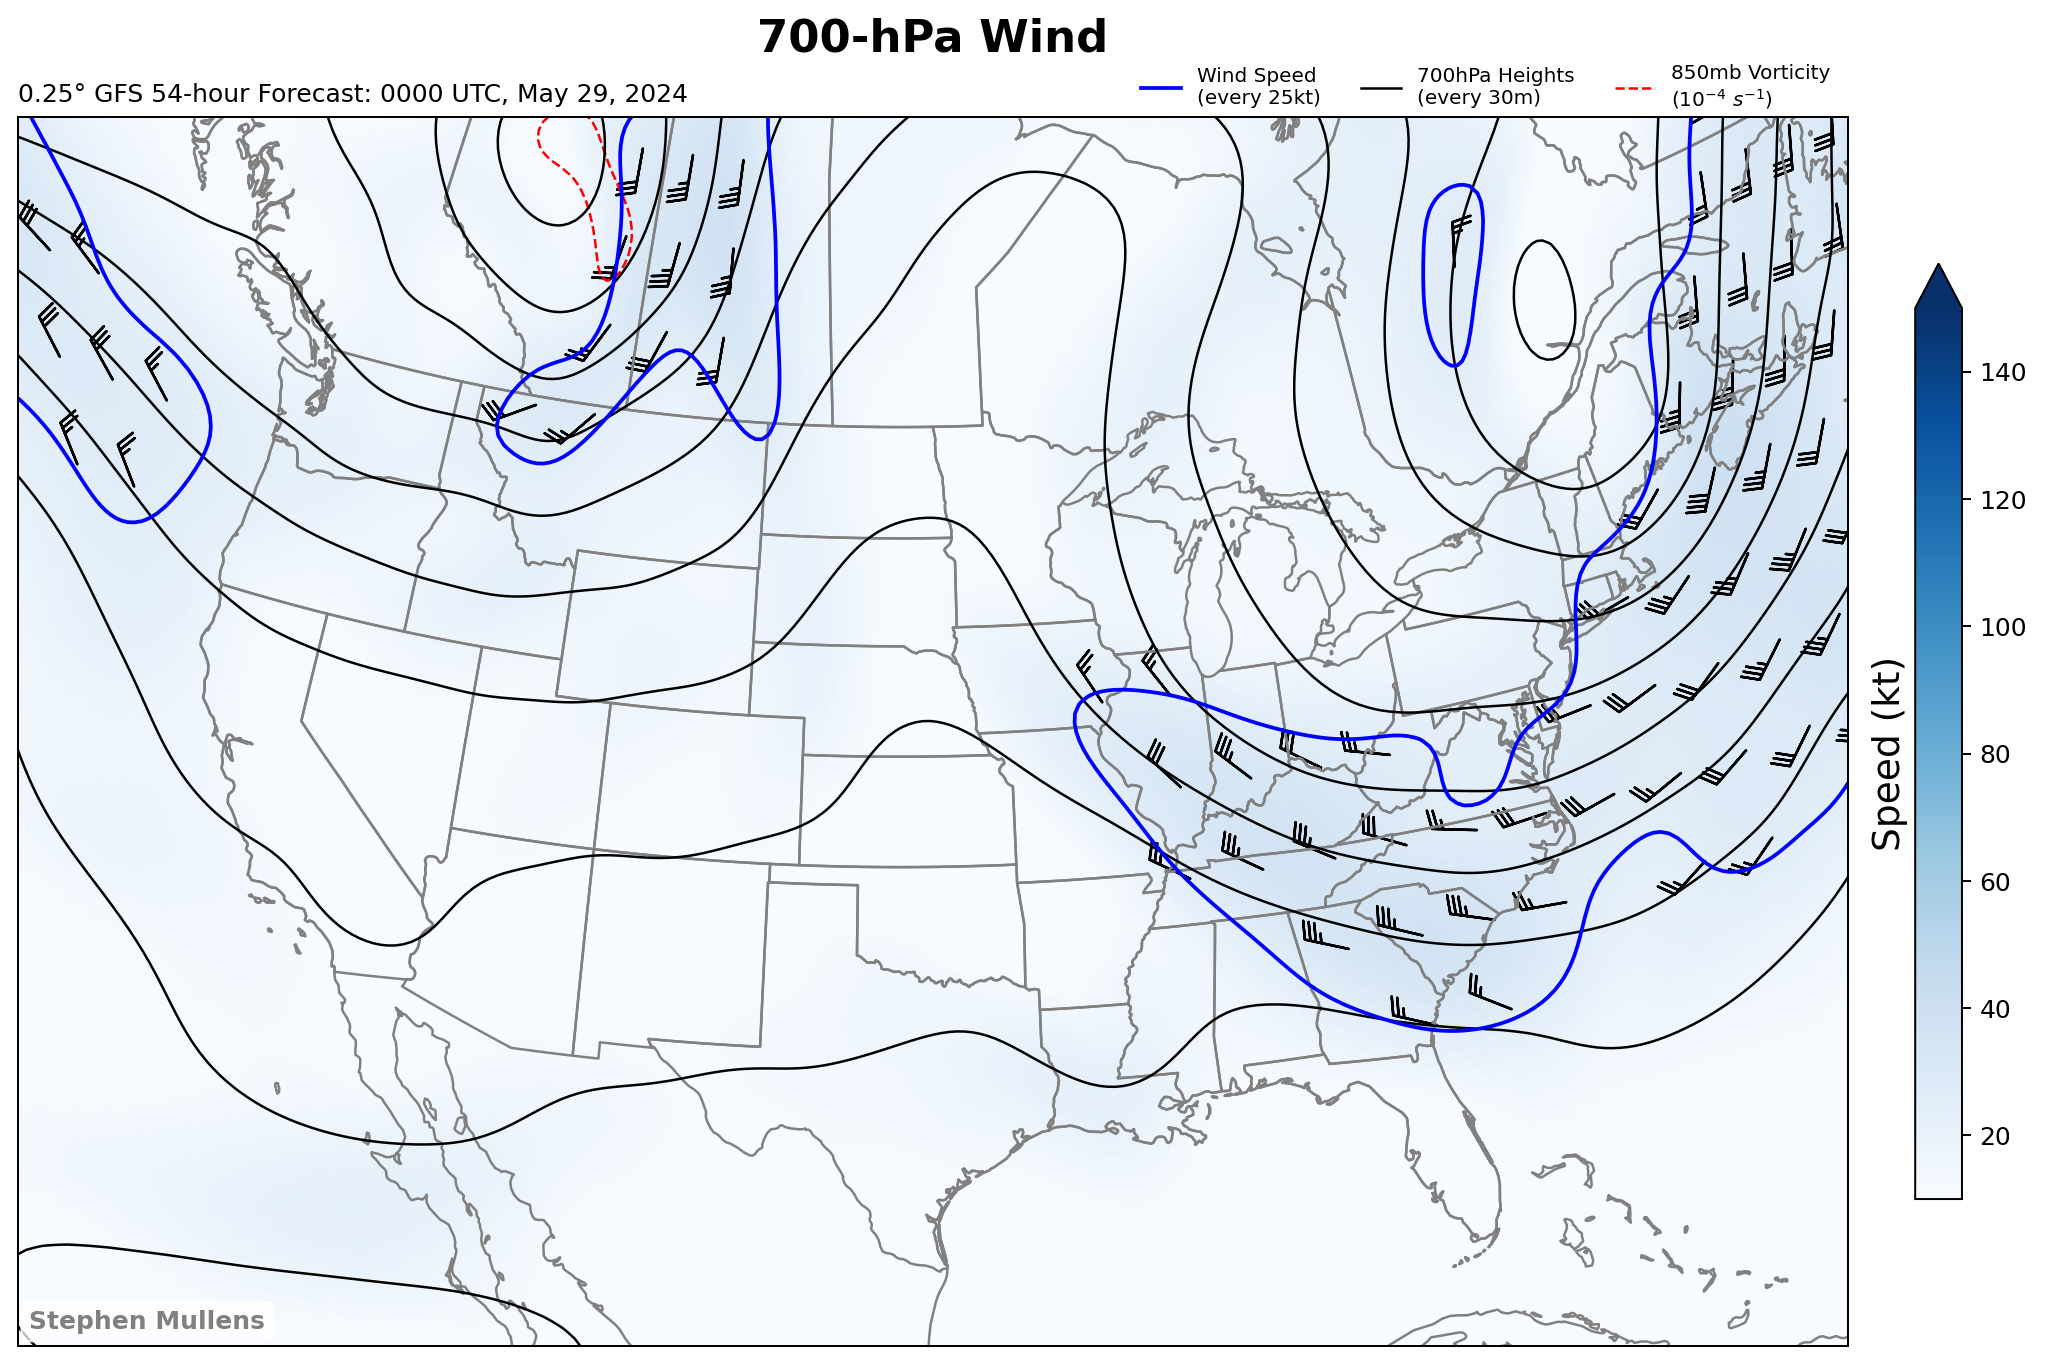 700-hPa Wind
0.25° GFS 54-hour Forecast: 0000 UTC, May 29, 2024
Wind Speed
(every 25kt)
700hPa Heights
(every 30m)
850mb Vorticity
(10⁻⁴ s⁻¹)
140
120
100
80
60
40
20
Speed (kt)
Stephen Mullens